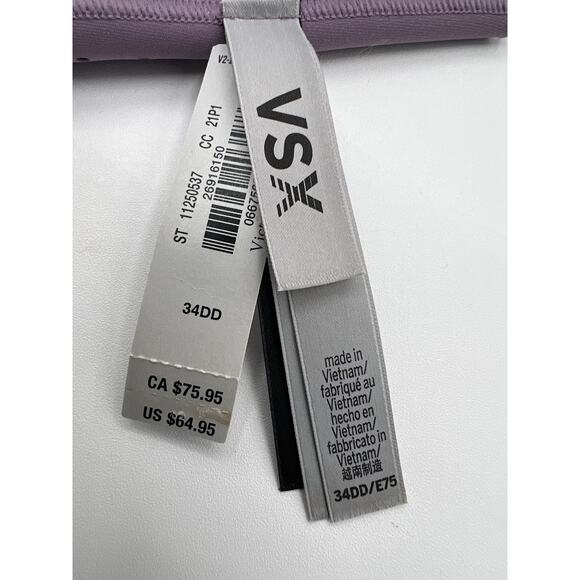 ST 11250537 CC 21P1
26916150
34DD
CA $75.95
US $64.95
VSX
made in
Vietnam/
fabriqué au
Vietnam/
hecho en
Vietnam/
fabbricato in
Vietnam/
越南制造
34DD/E75